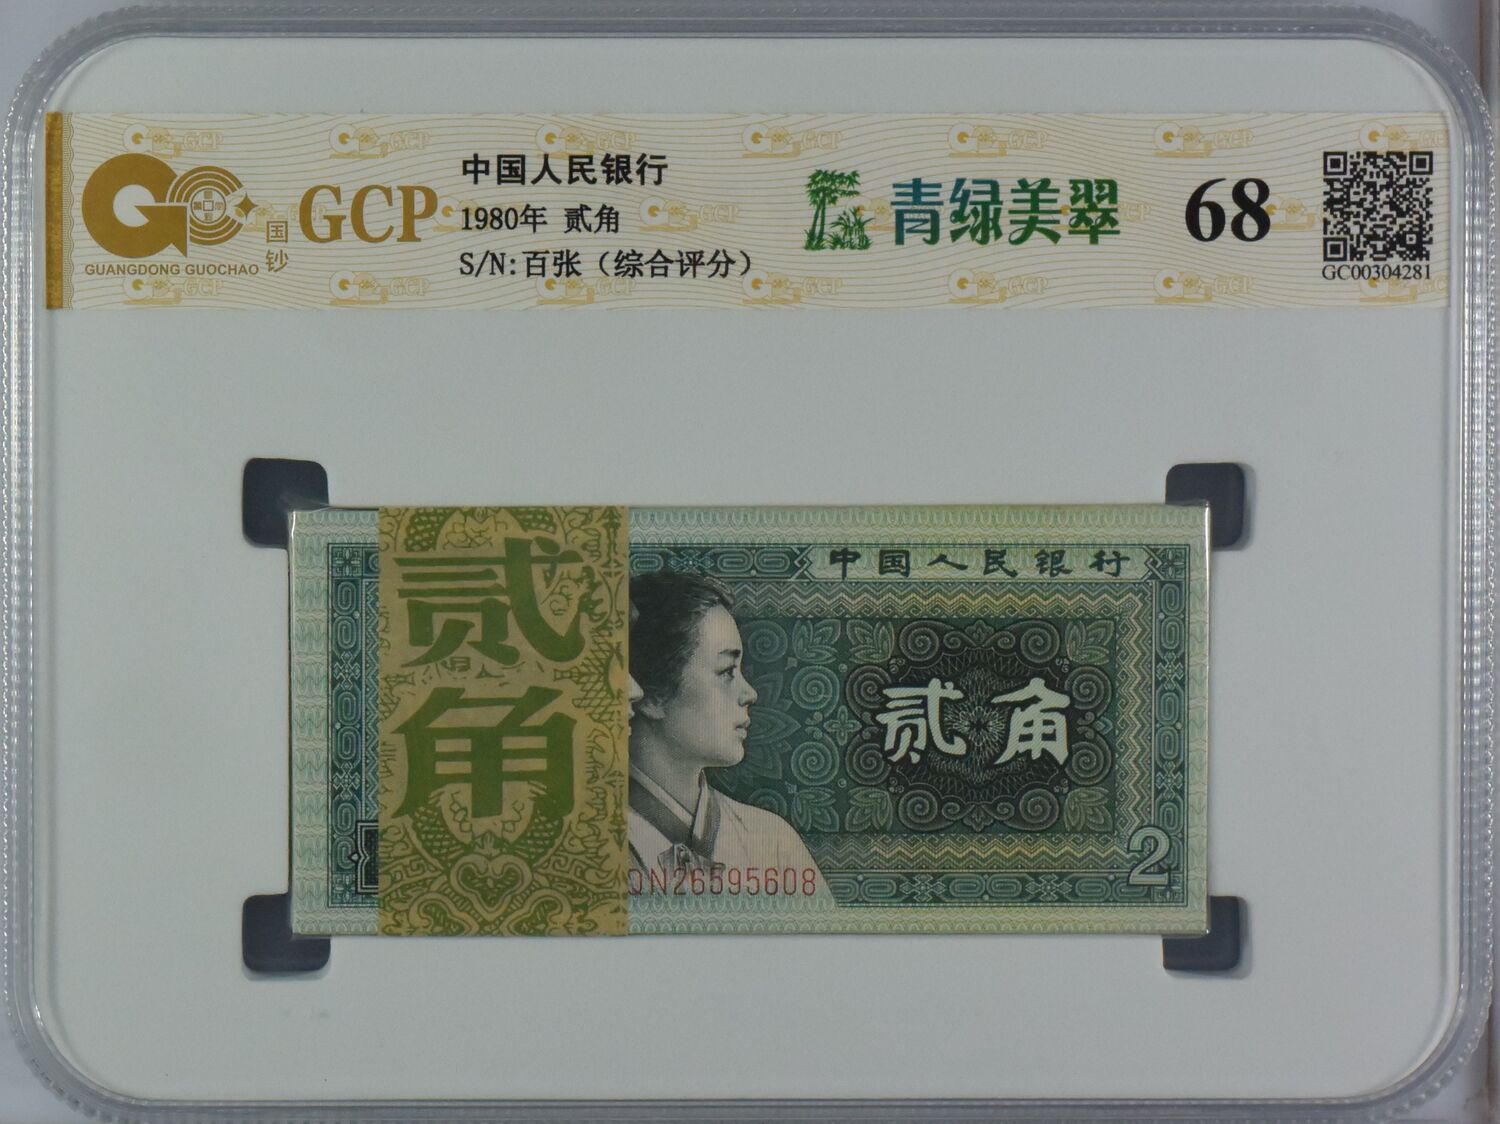 GUANGDONG GUOCHAO
国钞
GCP
中国人民银行
1980年 贰角
S/N:百张（综合评分）
青绿美翠
68
GC00304281
中国人民银行
贰角
贰角
QN26595608
2